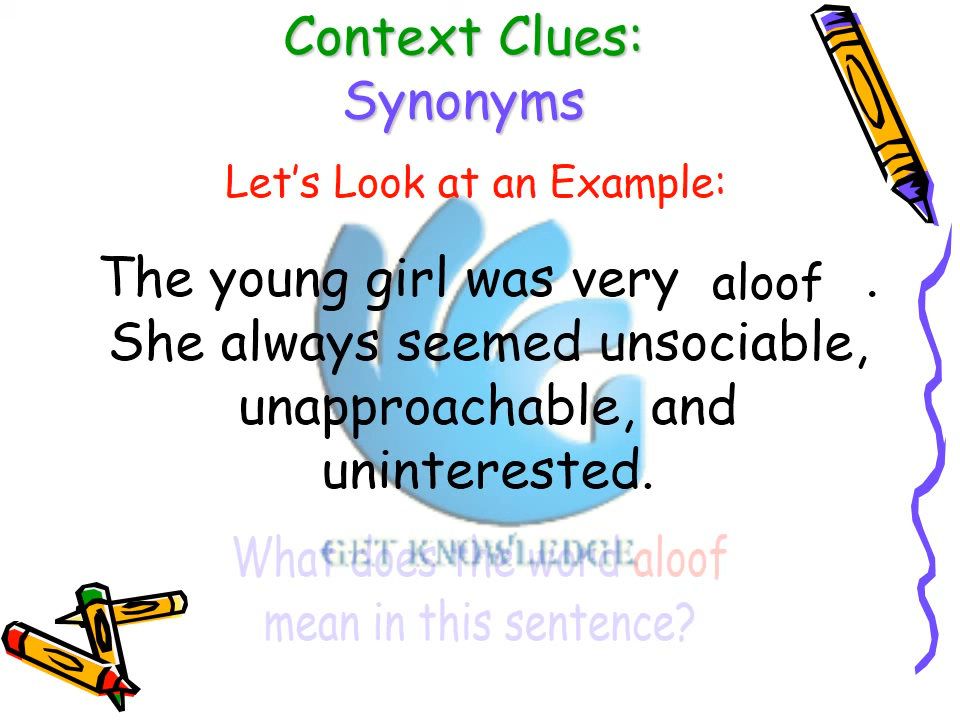 Context Clues:
Synonyms
Let's Look at an Example:
The young girl was very aloof .
She always seemed unsociable,
unapproachable, and
uninterested.
GET KNOWLEDGE
What does the word aloof
mean in this sentence?